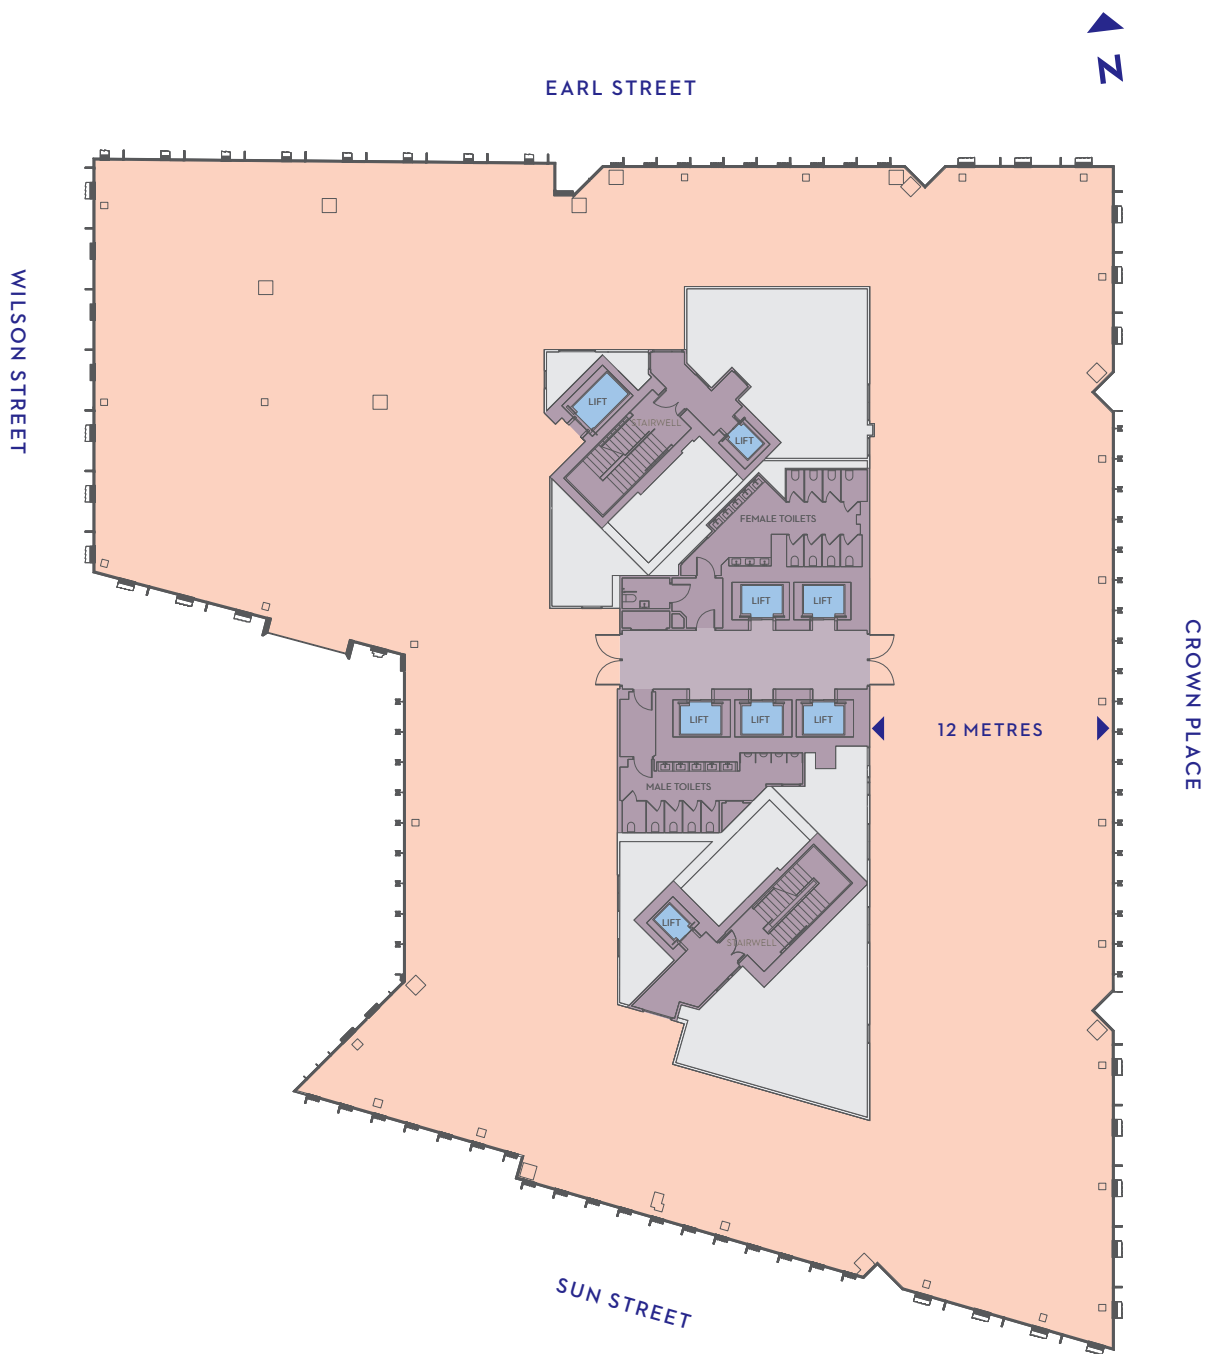 N
EARL STREET
WILSON STREET
LIFT
STAIRWELL
LIFT
FEMALE TOILETS
LIFT
LIFT
CROWN PLACE
LIFT
LIFT
LIFT
12 METRES
MALE TOILETS
LIFT
STAIRWELL
SUN STREET